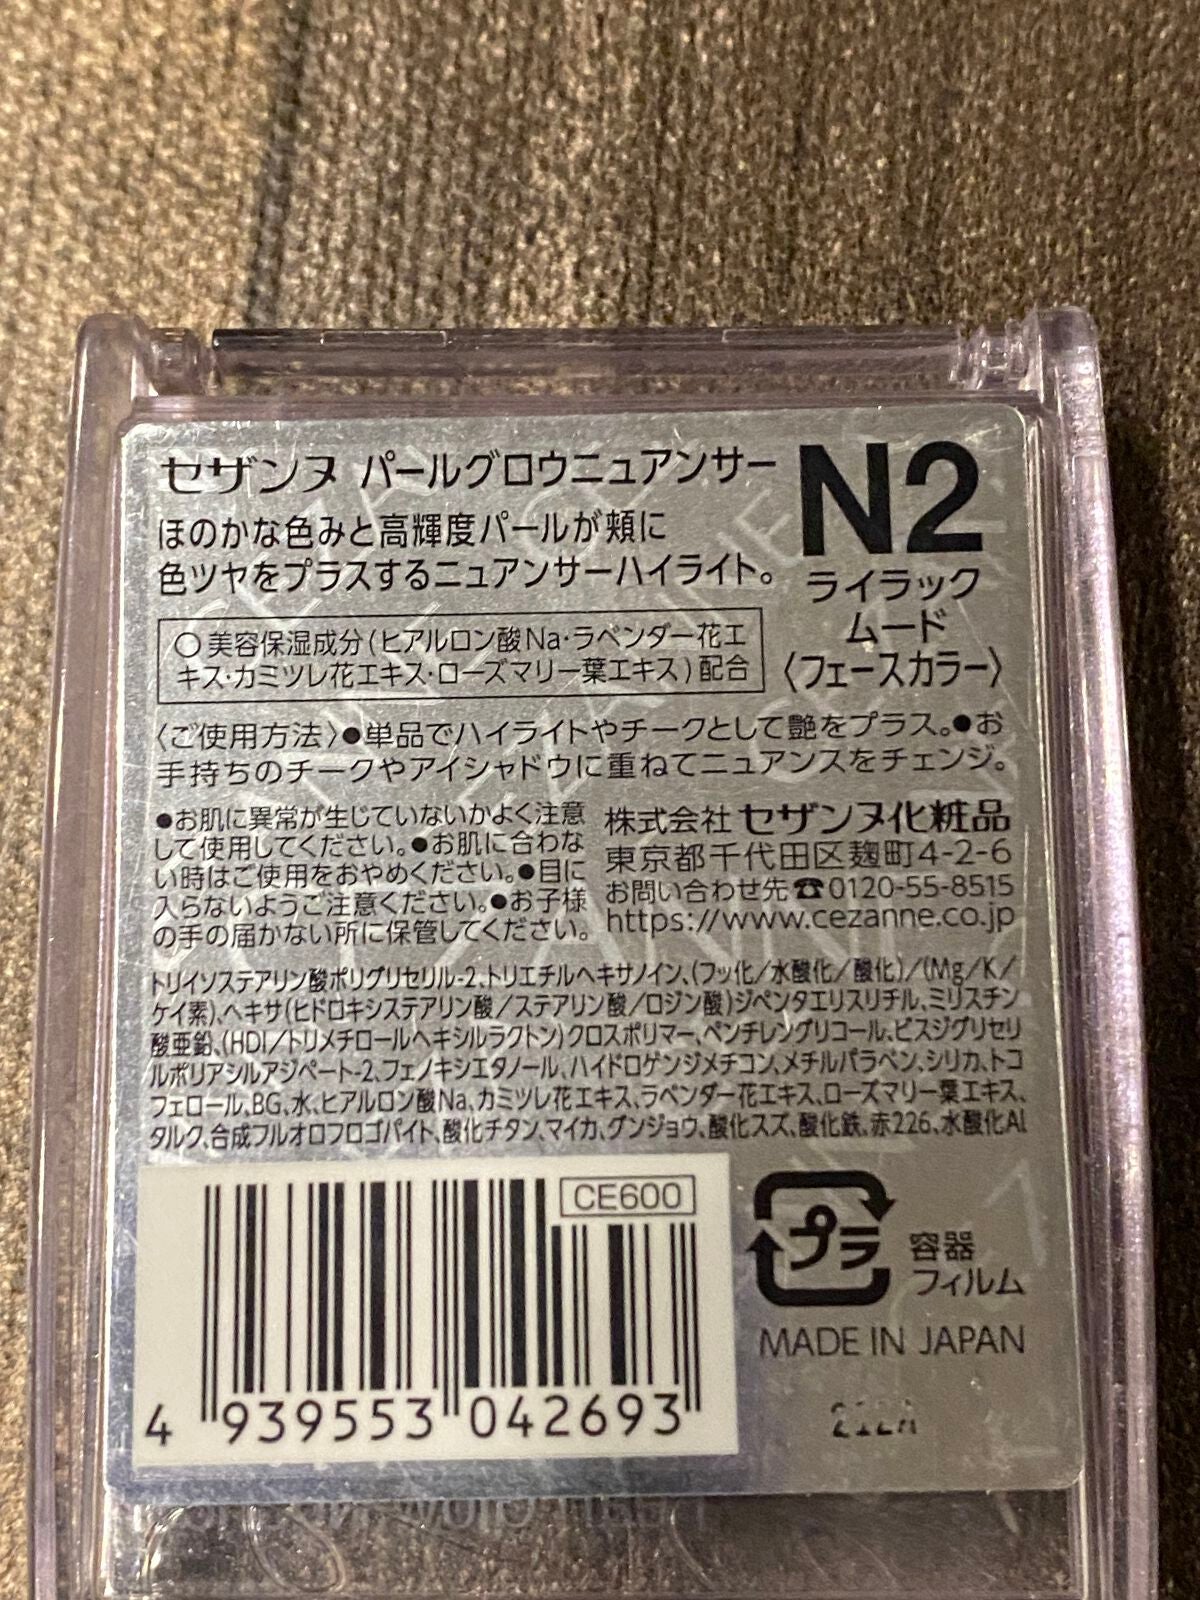 セザンヌ パールグロウニュアンサー
N2
ライラック
ムード
〈フェースカラー〉
ほのかな色みと高輝度パールが頬に
色ツヤをプラスするニュアンサーハイライト。
○美容保湿成分(ヒアルロン酸Na・ラベンダー花エ
キス・カミツレ花エキス・ローズマリー葉エキス)配合
〈ご使用方法〉●単品でハイライトやチークとして艶をプラス。●お
手持ちのチークやアイシャドウに重ねてニュアンスをチェンジ。
●お肌に異常が生じていないかよく注意
して使用してください。●お肌に合わな
い時はご使用をおやめください。●目に
入らないようご注意ください。●お子様
の手の届かない所に保管してください。
株式会社 セザンヌ化粧品
東京都千代田区麹町4-2-6
お問い合わせ先☎0120-55-8515
https://www.cezanne.co.jp
トリイソステアリン酸ポリグリセリル-2、トリエチルヘキサノイン、(フッ化/水酸化/酸化)/(Mg/K/
ケイ素)、ヘキサ(ヒドロキシステアリン酸/ステアリン酸/ロジン酸)ジペンタエリスリチル、ミリスチン
酸亜鉛、(HDI/トリメチロールヘキシルラクトン)クロスポリマー、ペンチレングリコール、ビスジグリセリ
ルポリアシルアジペート-2、フェノキシエタノール、ハイドロゲンジメチコン、メチルパラベン、シリカ、トコ
フェロール、BG、水、ヒアルロン酸Na、カミツレ花エキス、ラベンダー花エキス、ローズマリー葉エキス、
タルク、合成フルオロフロゴパイト、酸化チタン、マイカ、グンジョウ、酸化スズ、酸化鉄、赤226、水酸化Al
CE600
4 939553 042693
プラ
容器
フィルム
MADE IN JAPAN
212A